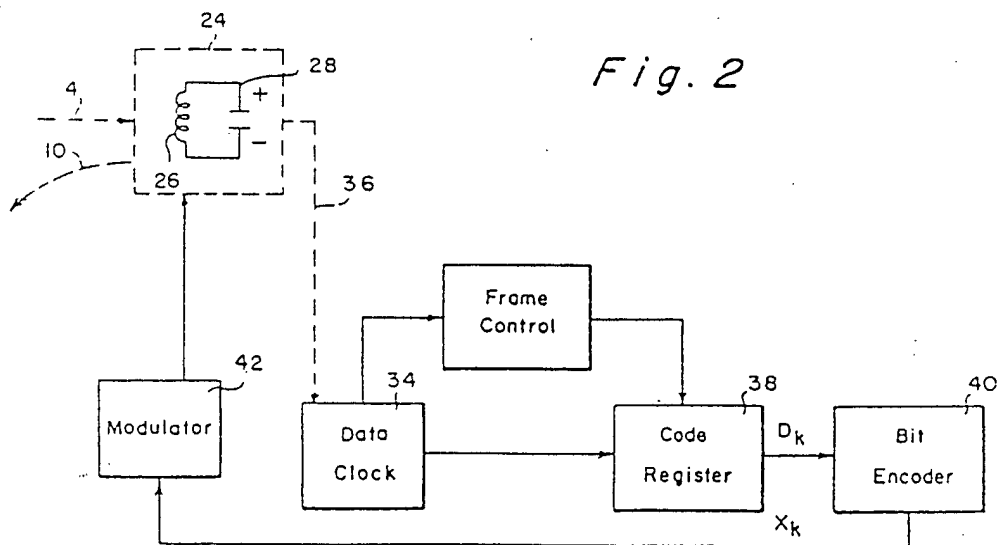 24
Fig. 2
28
+
4
−
10
26
36
Frame
Control
42
34
38
40
Modulator
Data
Clock
Code
Register
D_k
Bit
Encoder
X_k